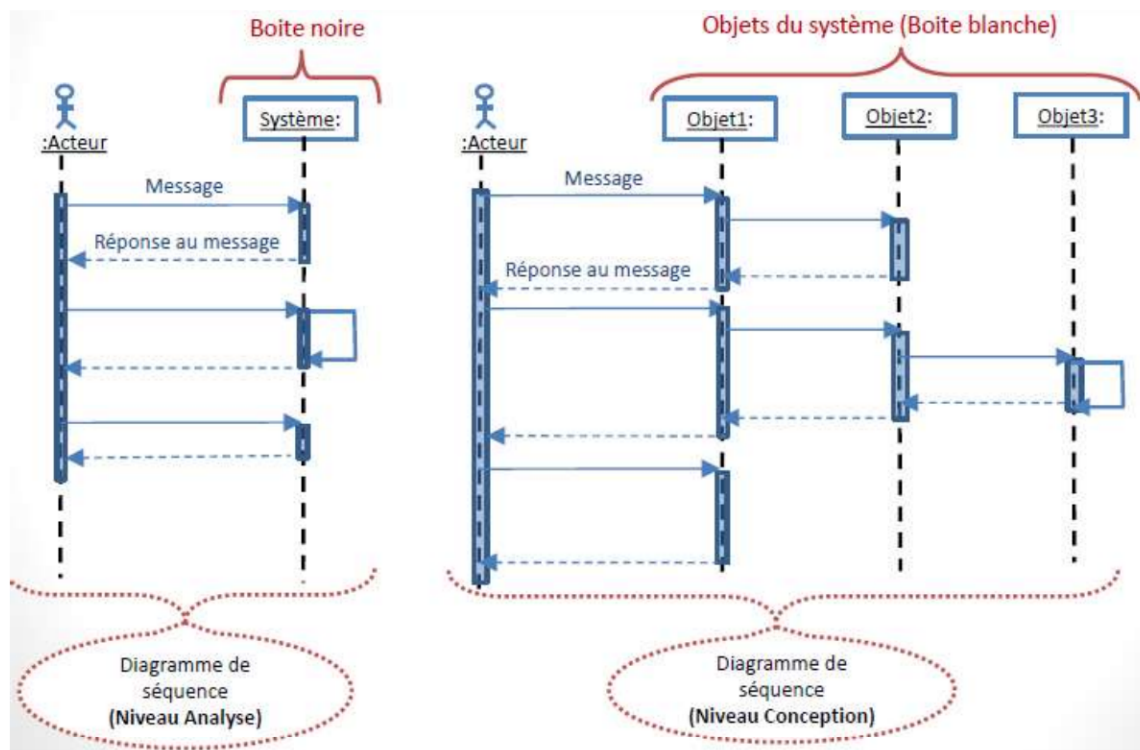 Boite noire
Objets du système (Boite blanche)
:Acteur
Système:
:Acteur
Objet1:
Objet2:
Objet3:
Message
Réponse au message
Message
Réponse au message
Diagramme de
séquence
(Niveau Analyse)
Diagramme de
séquence
(Niveau Conception)